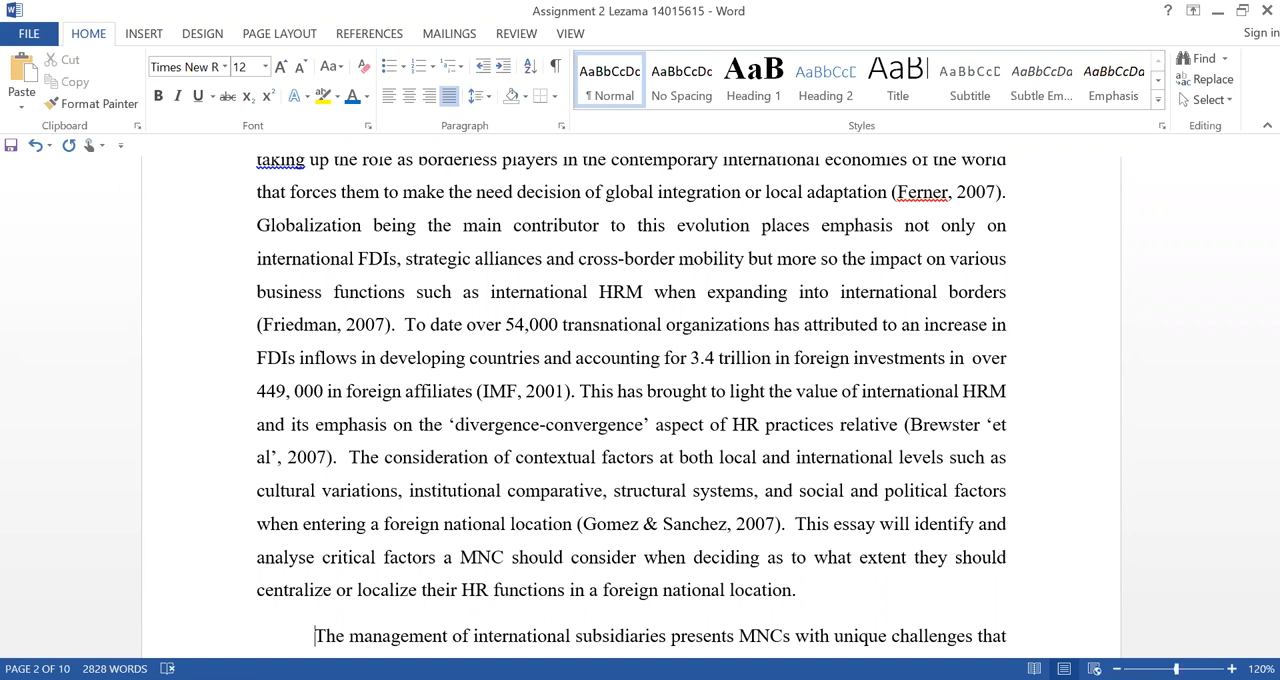 Assignment 2 Lezama 14015615 - Word
? 
FILE HOME INSERT DESIGN PAGE LAYOUT REFERENCES MAILINGS REVIEW VIEW Sign in
Paste Cut Copy Format Painter
Clipboard
Times New R 12 Aa
B I U abc X₂ X² A ab A
Font
Paragraph
AaBbCcDc AaBbCcDc AaB AaBbCcD AaB AaBbCcD AaBbCcDa AaBbCcDa
¶ Normal No Spacing Heading 1 Heading 2 Title Subtitle Subtle Em... Emphasis
Styles
Find
Replace
Select
Editing
taking up the role as borderless players in the contemporary international economies of the world
that forces them to make the need decision of global integration or local adaptation (Ferner, 2007).
Globalization being the main contributor to this evolution places emphasis not only on
international FDIs, strategic alliances and cross-border mobility but more so the impact on various
business functions such as international HRM when expanding into international borders
(Friedman, 2007).  To date over 54,000 transnational organizations has attributed to an increase in
FDIs inflows in developing countries and accounting for 3.4 trillion in foreign investments in  over
449, 000 in foreign affiliates (IMF, 2001). This has brought to light the value of international HRM
and its emphasis on the ‘divergence-convergence’ aspect of HR practices relative (Brewster ‘et
al’, 2007).  The consideration of contextual factors at both local and international levels such as
cultural variations, institutional comparative, structural systems, and social and political factors
when entering a foreign national location (Gomez & Sanchez, 2007).  This essay will identify and
analyse critical factors a MNC should consider when deciding as to what extent they should
centralize or localize their HR functions in a foreign national location.
The management of international subsidiaries presents MNCs with unique challenges that
PAGE 2 OF 10 2828 WORDS 120%